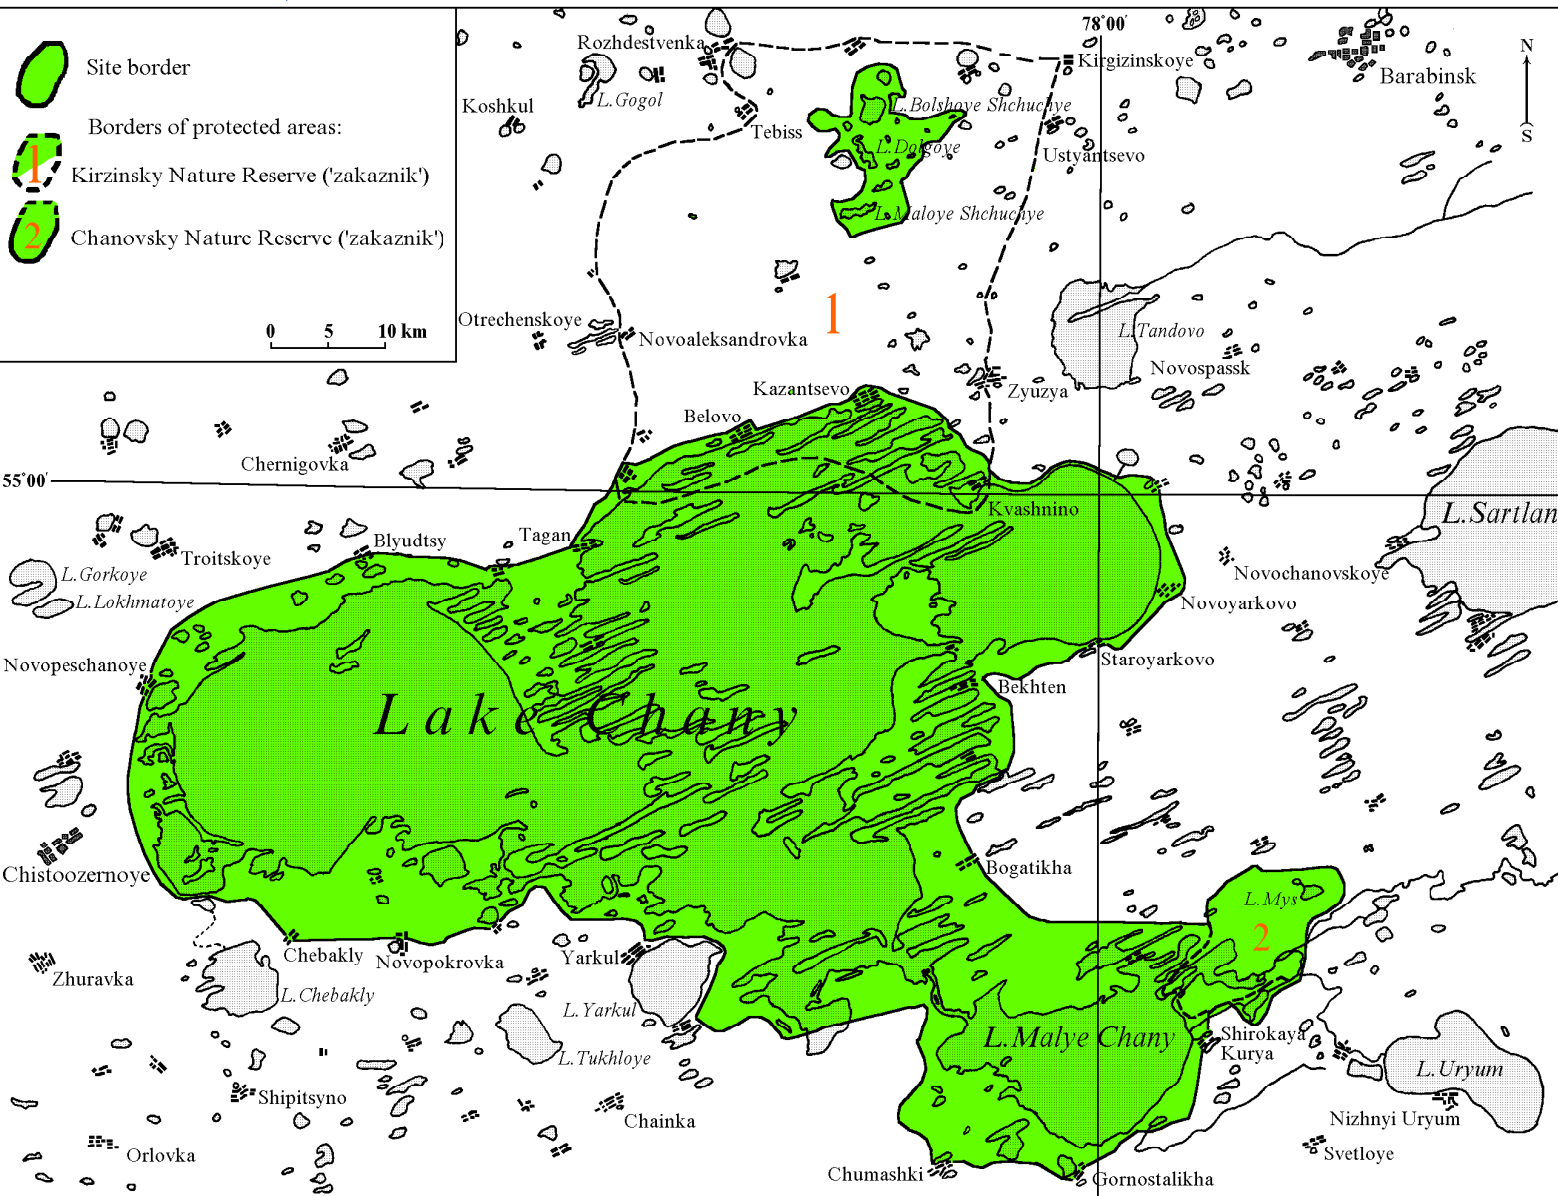 Site border
Borders of protected areas:
1
Kirzinsky Nature Reserve ('zakaznik')
2
Chanovsky Nature Reserve ('zakaznik')
0 5 10 km
78°00'
N
S
Rozhdestvenka
Kirgizinskoye
Barabinsk
L.Gogol
Koshkul
L.Bolshoye Shchuchye
Tebiss
L.Dolgoye
Ustyantsevo
L.Maloye Shchuchye
1
Otrechenskoye
Novoaleksandrovka
L.Tandovo
Novospassk
Kazantsevo
Zyuzya
Belovo
Chernigovka
55°00'
Kvashnino
L.Sartlan
Tagan
Blyudtsy
Troitskoye
L.Gorkoye
L.Lokhmatoye
Novochanovskoye
Novoyarkovo
Novopeschanoye
Staroyarkovo
Bekhten
Lake Chany
Chistoozernoye
Bogatikha
L.Mys
2
Chebakly
Novopokrovka
Yarkul
Zhuravka
L.Chebakly
L.Yarkul
L.Malye Chany
Shirokaya
Kurya
L.Tukhloye
L.Uryum
Shipitsyno
Chainka
Nizhnyi Uryum
Orlovka
Svetloye
Chumashki
Gornostalikha